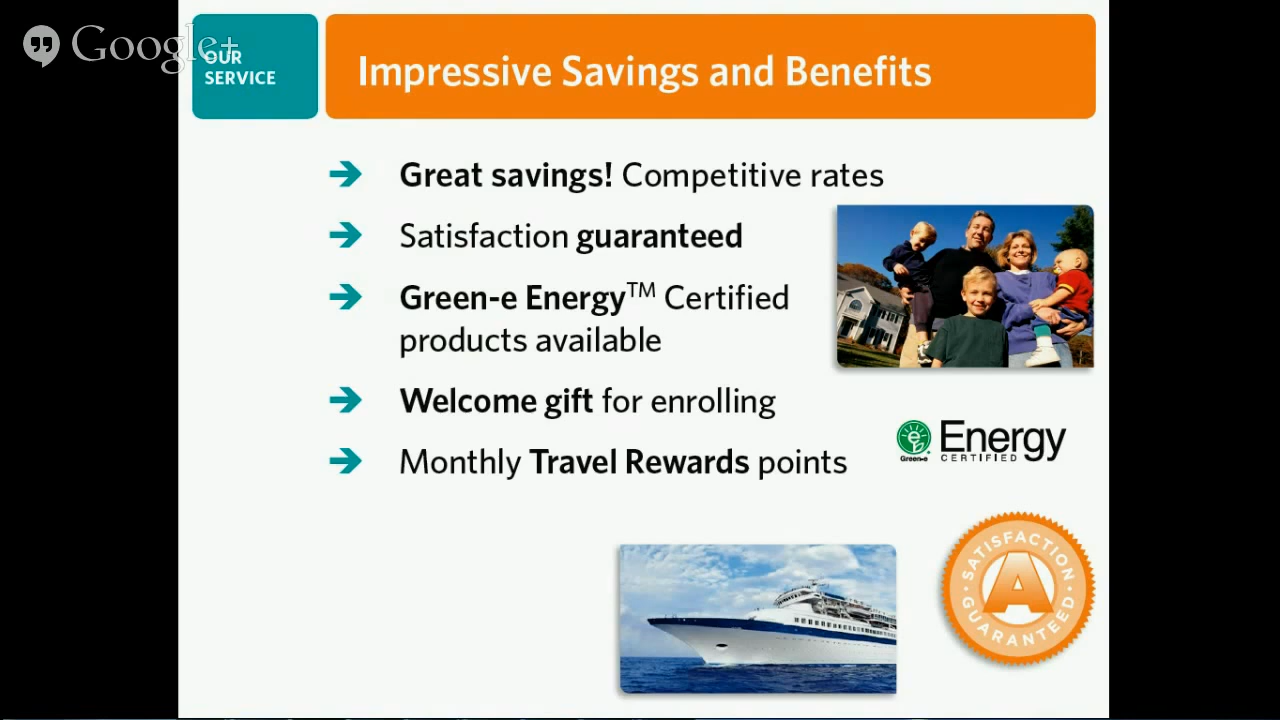 Google+
OUR
SERVICE
Impressive Savings and Benefits
Great savings! Competitive rates
Satisfaction guaranteed
Green-e Energy™ Certified
products available
Welcome gift for enrolling
Monthly Travel Rewards points
Green-e
Energy
CERTIFIED
SATISFACTION
A
GUARANTEED